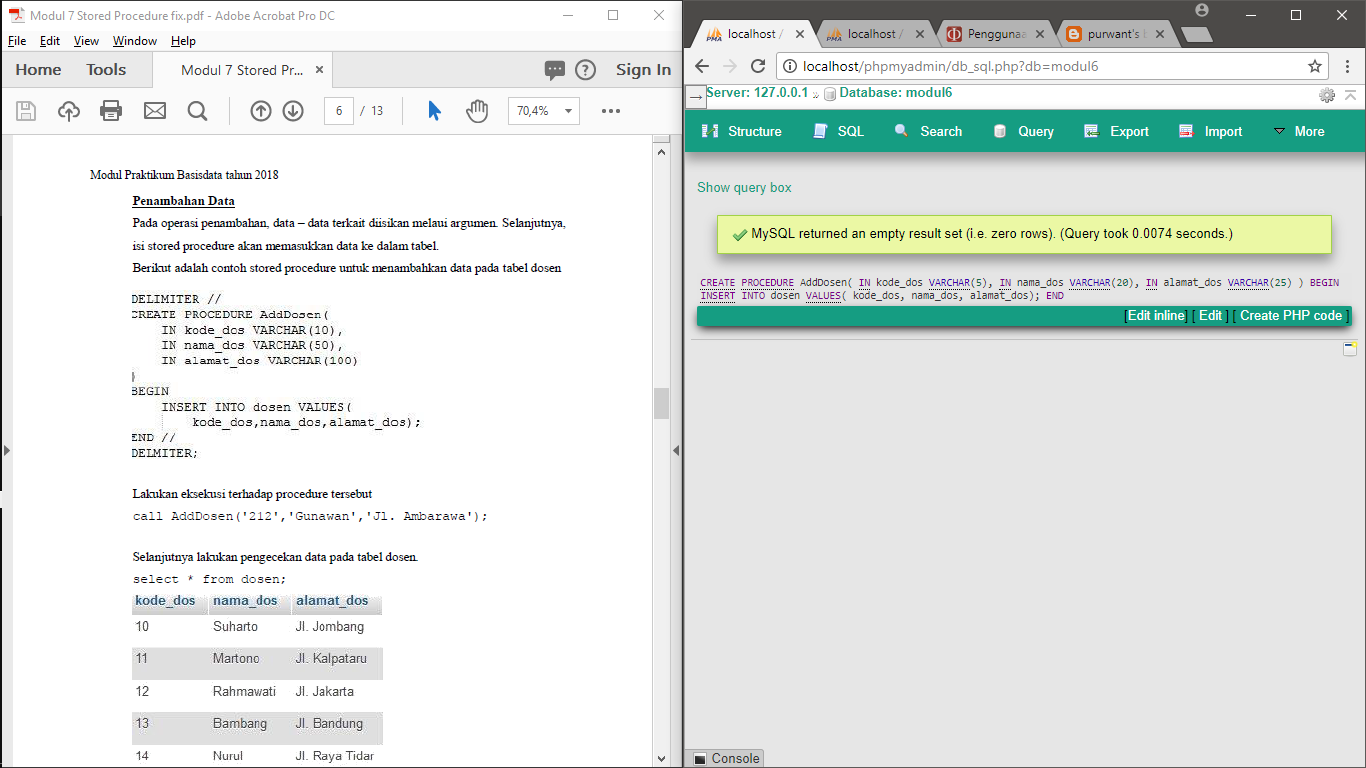 Modul 7 Stored Procedure fix.pdf - Adobe Acrobat Pro DC
File Edit View Window Help
Home Tools Modul 7 Stored Pr... × Sign In
6 / 13 70,4%
Modul Praktikum Basisdata tahun 2018
Penambahan Data
Pada operasi penambahan, data – data terkait diisikan melaui argumen. Selanjutnya,
isi stored procedure akan memasukkan data ke dalam tabel.
Berikut adalah contoh stored procedure untuk menambahkan data pada tabel dosen
DELIMITER //
CREATE PROCEDURE AddDosen(
IN kode_dos VARCHAR(10),
IN nama_dos VARCHAR(50),
IN alamat_dos VARCHAR(100)
)
BEGIN
INSERT INTO dosen VALUES(
kode_dos,nama_dos,alamat_dos);
END //
DELMITER;
Lakukan eksekusi terhadap procedure tersebut
call AddDosen('212','Gunawan','Jl. Ambarawa');
Selanjutnya lakukan pengecekan data pada tabel dosen.
select * from dosen;
kode_dos nama_dos alamat_dos
10 Suharto Jl. Jombang
11 Martono Jl. Kalpataru
12 Rahmawati Jl. Jakarta
13 Bambang Jl. Bandung
14 Nurul Jl. Raya Tidar
localhost / localhost / Penggunaa purwant's
localhost/phpmyadmin/db_sql.php?db=modul6
Server: 127.0.0.1 » Database: modul6
Structure SQL Search Query Export Import More
Show query box
MySQL returned an empty result set (i.e. zero rows). (Query took 0.0074 seconds.)
CREATE PROCEDURE AddDosen( IN kode_dos VARCHAR(5), IN nama_dos VARCHAR(20), IN alamat_dos VARCHAR(25) ) BEGIN
INSERT INTO dosen VALUES( kode_dos, nama_dos, alamat_dos); END
[Edit inline] [ Edit ] [ Create PHP code ]
Console